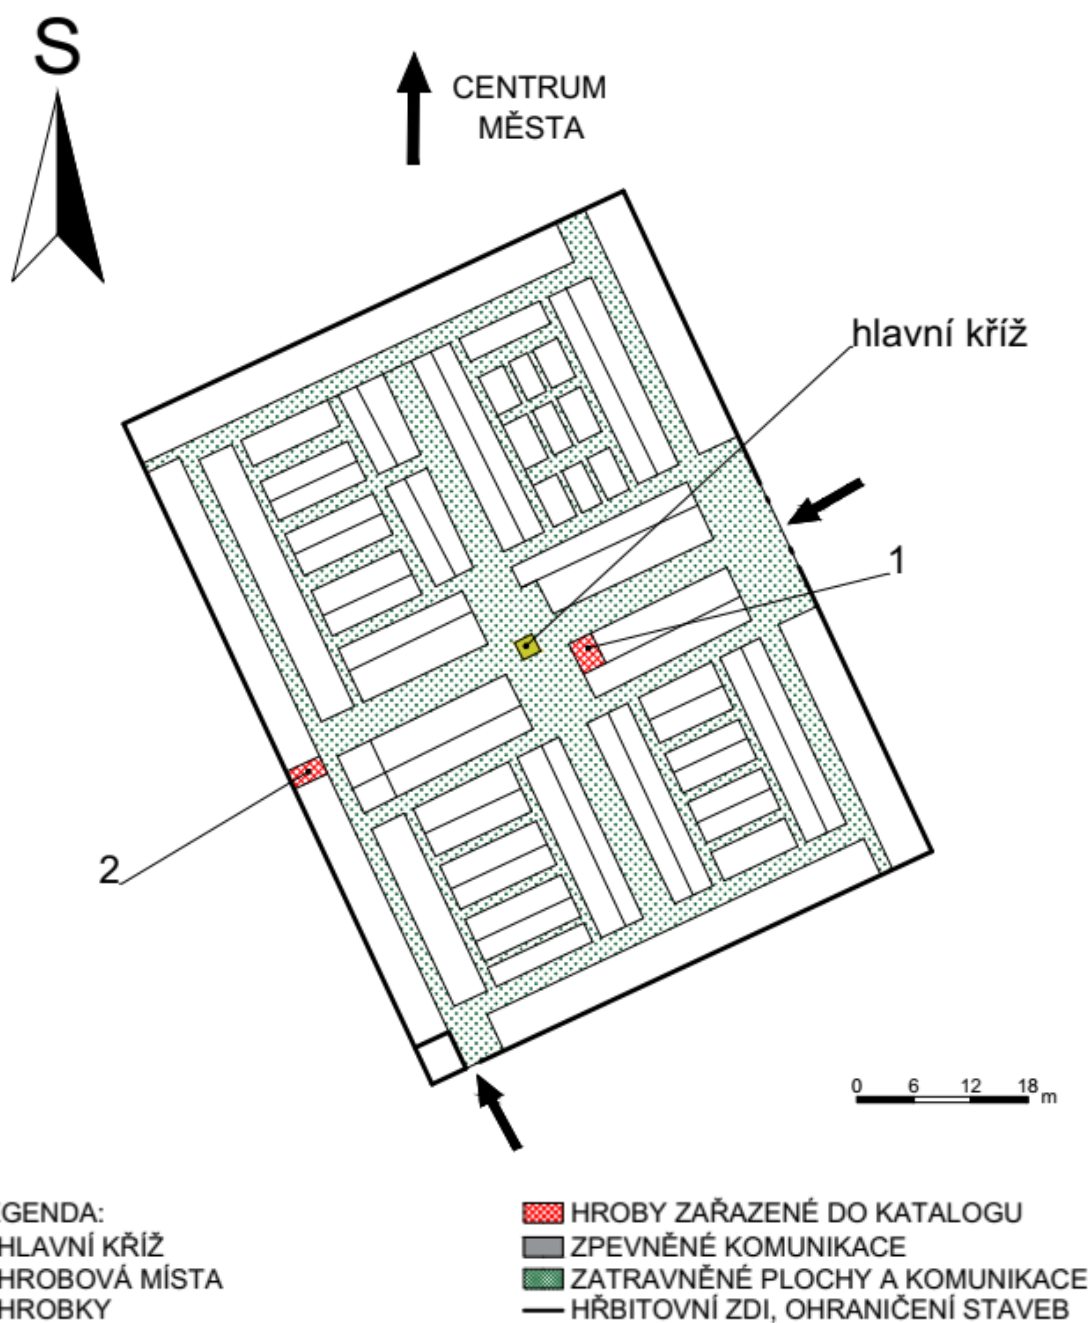 S
CENTRUM
MĚSTA
hlavní kříž
1
2
0 6 12 18 m
EGENDA:
HLAVNÍ KŘÍŽ
HROBOVÁ MÍSTA
HROBKY
HROBY ZAŘAZENÉ DO KATALOGU
ZPEVNĚNÉ KOMUNIKACE
ZATRAVNĚNÉ PLOCHY A KOMUNIKACE
HŘBITOVNÍ ZDI, OHRANIČENÍ STAVEB